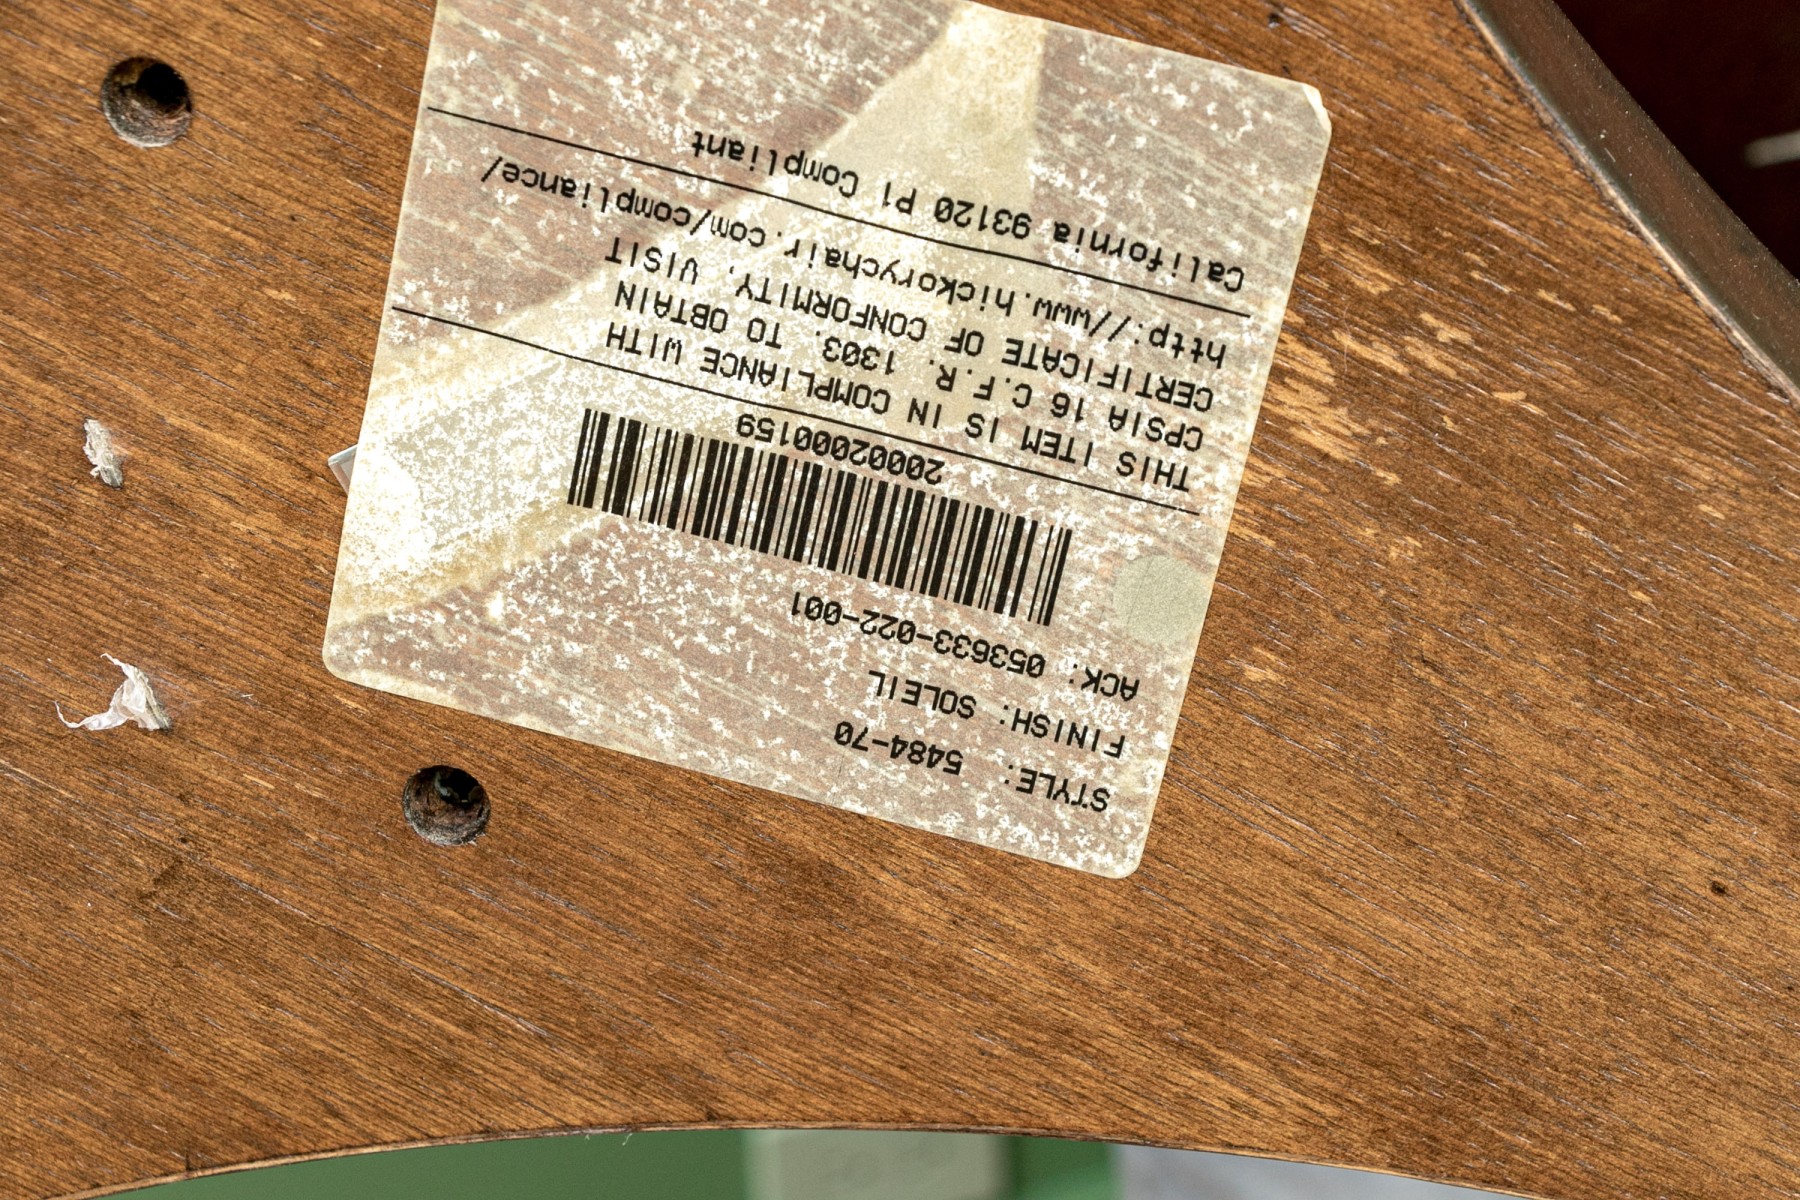 STYLE: 5484-70
FINISH: SOLEIL
ACK: 053633-022-001
20002000159
THIS ITEM IS IN COMPLIANCE WITH
CPSIA 16 C.F.R. 1303. TO OBTAIN
CERTIFICATE OF CONFORMITY, VISIT
http://www.hickorychair.com/compliance/
California 93120 P1 Compliant